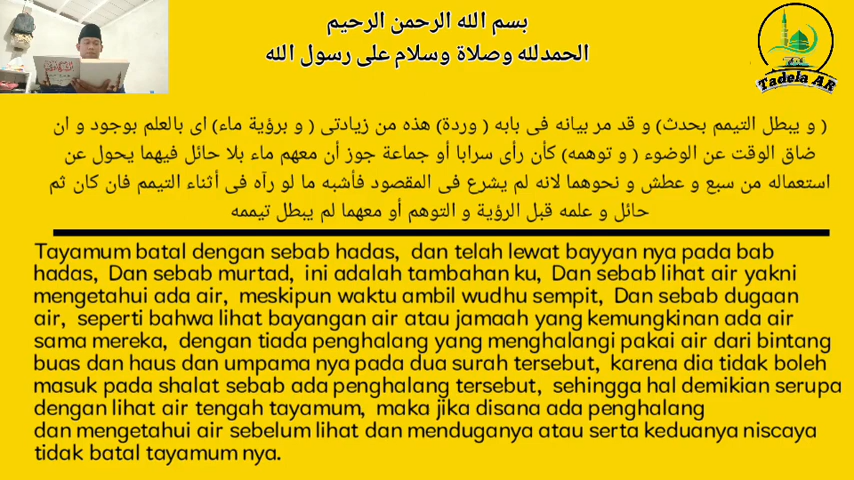 بسم الله الرحمن الرحيم
الحمدلله وصلاة وسلام على رسول الله
Tadela AR
( و يبطل التيمم بحدث) و قد مر بيانه فى بابه ( وردة) هذه من زيادتى ( و برؤية ماء) اى بالعلم بوجود و ان
ضاق الوقت عن الوضوء ( و توهمه) كأن رأى سرابا أو جماعة جوز أن معهم ماء بلا حائل فيهما يحول عن
استعماله من سبع و عطش و نحوهما لانه لم يشرع فى المقصود فأشبه ما لو رآه فى أثناء التيمم فان كان ثم
حائل و علمه قبل الرؤية و التوهم أو معهما لم يبطل تيممه
Tayamum batal dengan sebab hadas, dan telah lewat bayyan nya pada bab
hadas, Dan sebab murtad, ini adalah tambahan ku, Dan sebab lihat air yakni
mengetahui ada air, meskipun waktu ambil wudhu sempit, Dan sebab dugaan
air, seperti bahwa lihat bayangan air atau jamaah yang kemungkinan ada air
sama mereka, dengan tiada penghalang yang menghalangi pakai air dari bintang
buas dan haus dan umpama nya pada dua surah tersebut, karena dia tidak boleh
masuk pada shalat sebab ada penghalang tersebut, sehingga hal demikian serupa
dengan lihat air tengah tayamum, maka jika disana ada penghalang
dan mengetahui air sebelum lihat dan menduganya atau serta keduanya niscaya
tidak batal tayamum nya.